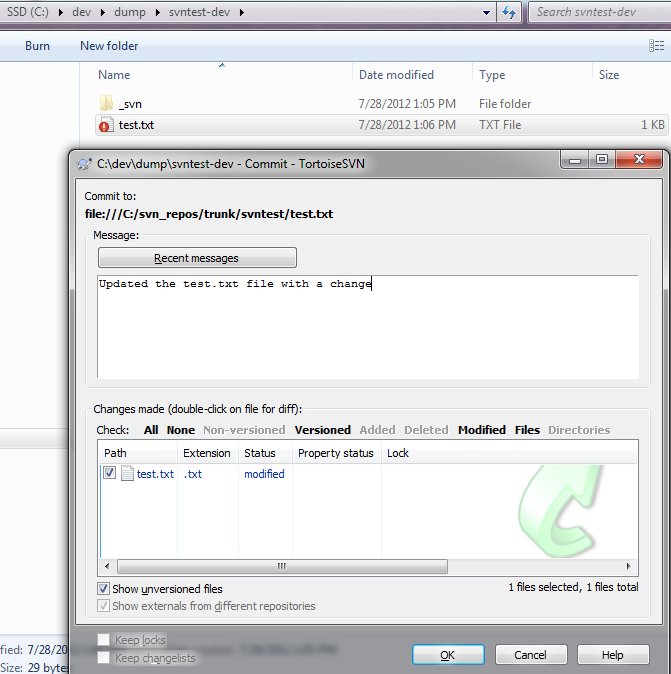 SSD (C:) dev dump svntest-dev Search svntest-dev
Burn New folder
Name Date modified Type Size
_svn 7/28/2012 1:05 PM File folder
test.txt 7/28/2012 1:06 PM TXT File 1 KB
C:\dev\dump\svntest-dev - Commit - TortoiseSVN
Commit to:
file:///C:/svn_repos/trunk/svntest/test.txt
Message:
Recent messages
Updated the test.txt file with a change
Changes made (double-click on file for diff):
Check: All None Non-versioned Versioned Added Deleted Modified Files Directories
Path Extension Status Property status Lock
test.txt .txt modified
Show unversioned files 1 files selected, 1 files total
Show externals from different repositories
Keep locks
fied: 7/28/20
Keep changelists
OK Cancel Help
Size: 29 bytes